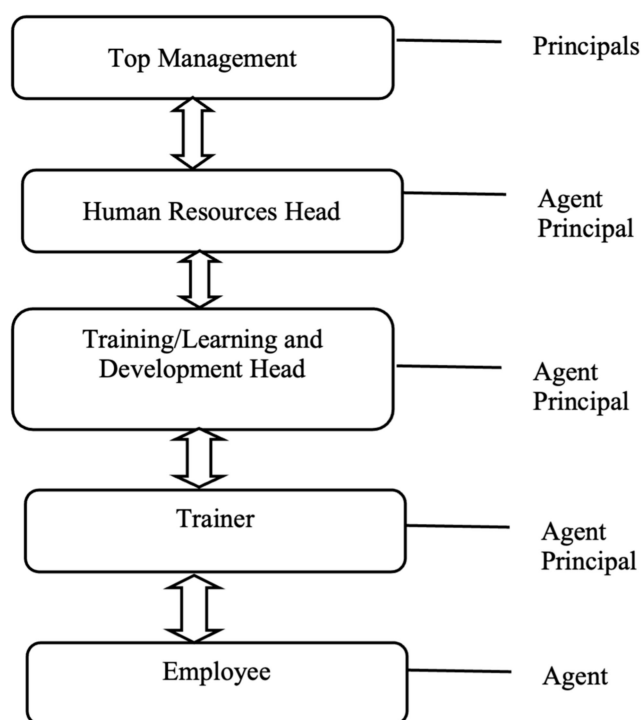 Top Management
Principals
Human Resources Head
Agent
Principal
Training/Learning and
Development Head
Agent
Principal
Trainer
Agent
Principal
Employee
Agent